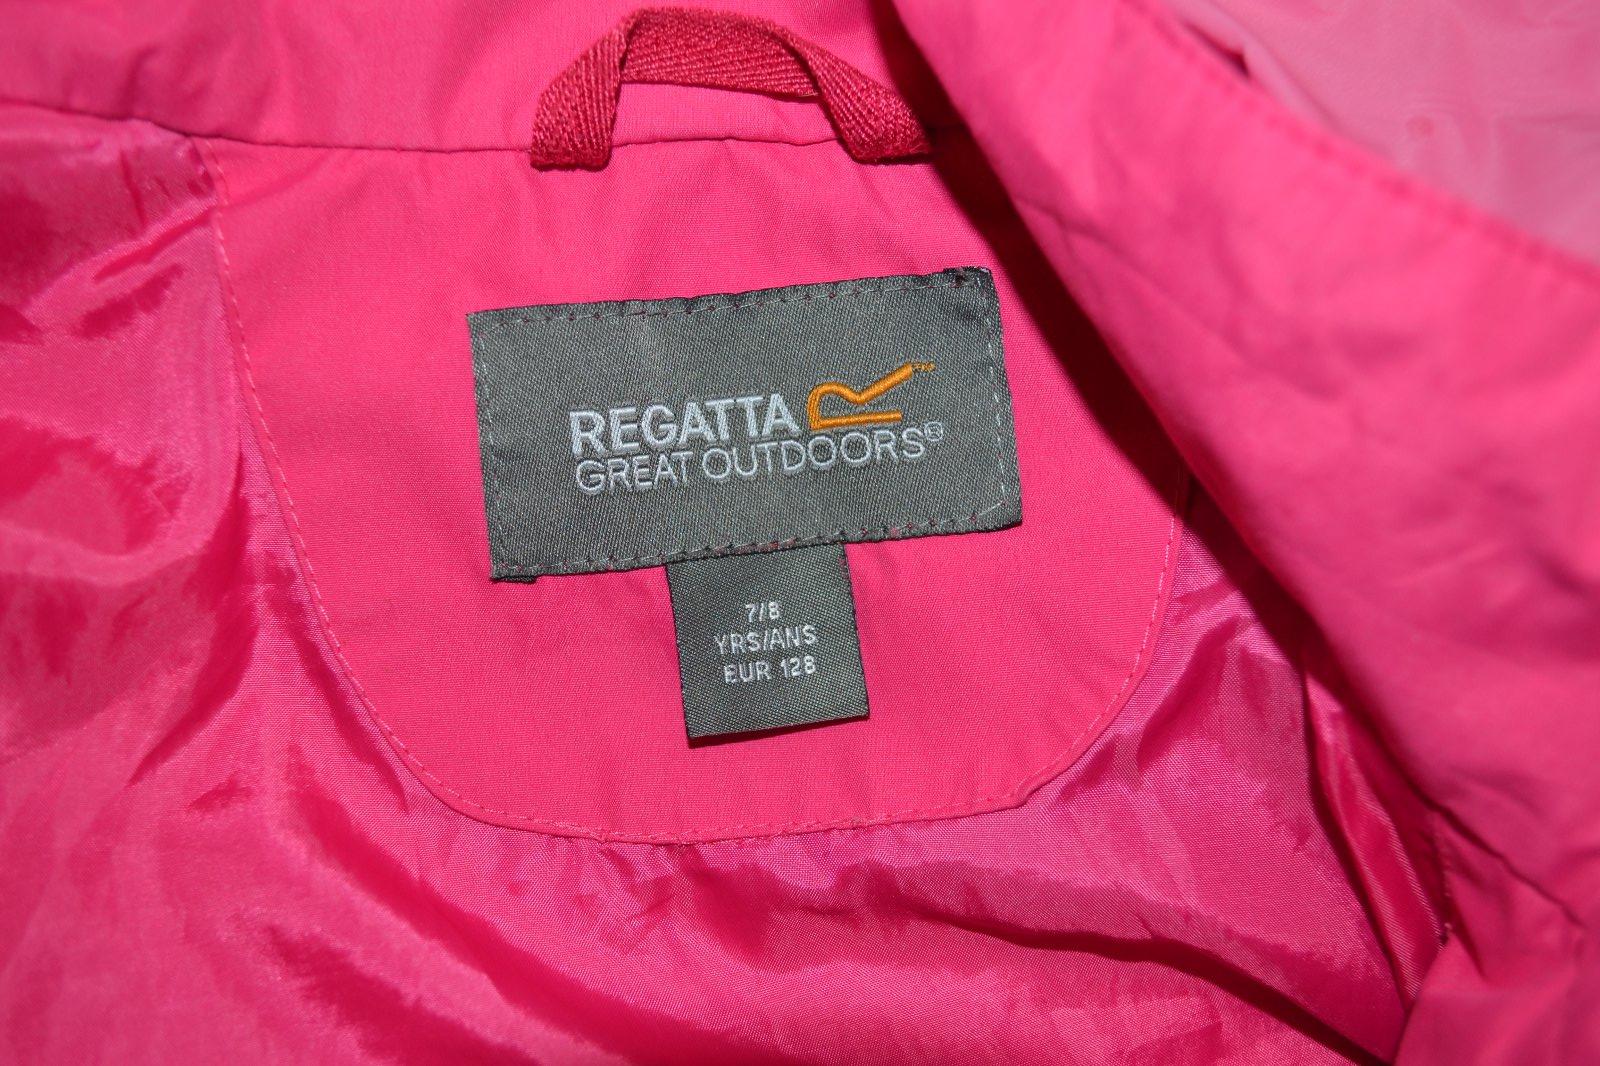 REGATTA
GREAT OUTDOORS®
7/8
YRS/ANS
EUR 128